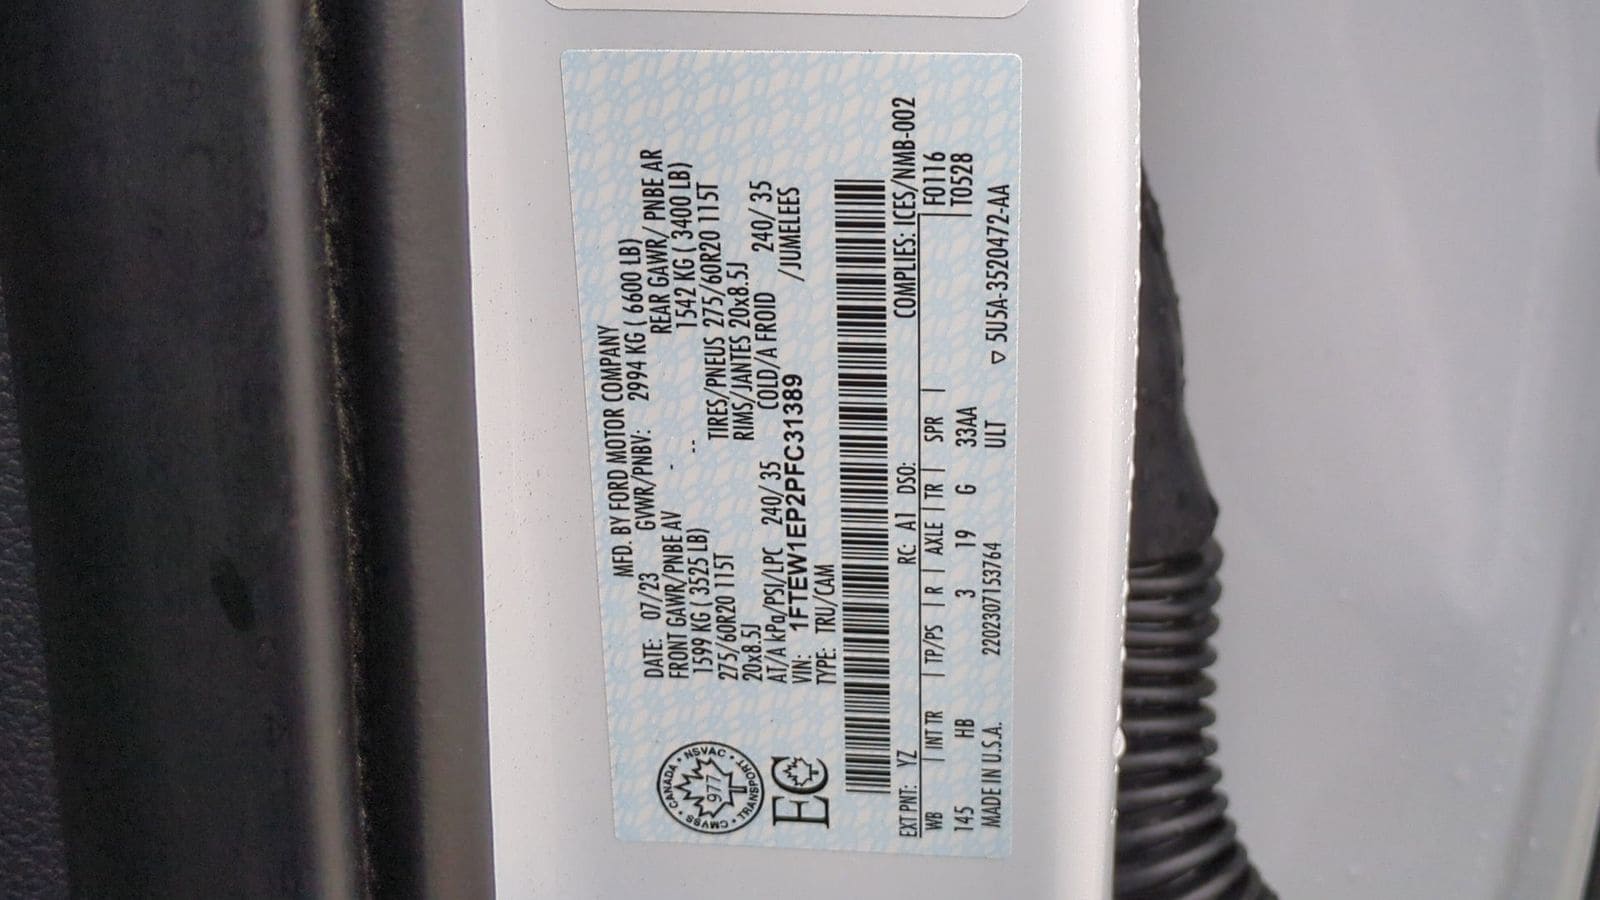 MFD. BY FORD MOTOR COMPANY
DATE: 07/23 GVWR/PNBV: 2994 KG ( 6600 LB)
FRONT GAWR/PNBE AV - REAR GAWR/ PNBE AR
1599 KG ( 3525 LB) -- 1542 KG ( 3400 LB)
275/60R20 115T TIRES/PNEUS 275/60R20 115T
20x8.5J RIMS/JANTES 20x8.5J
AT/A kPa/PSI/LPC 240/ 35 COLD/A FROID 240/ 35
VIN: 1FTEW1EP2PFC31389 /JUMELEES
TYPE: TRU/CAM
CANADA • NSVAC • TRANSPORT • CMVSS •
977
EC
EXT PNT: YZ RC: A1 DSO: COMPLIES: ICES/NMB-002
WB | INT TR | TP/PS | R | AXLE | TR | SPR | F0116
145 HB 3 19 G 33AA T0528
MADE IN U.S.A. 220230715376​4 ULT ▽ 5U5A-3520472-AA